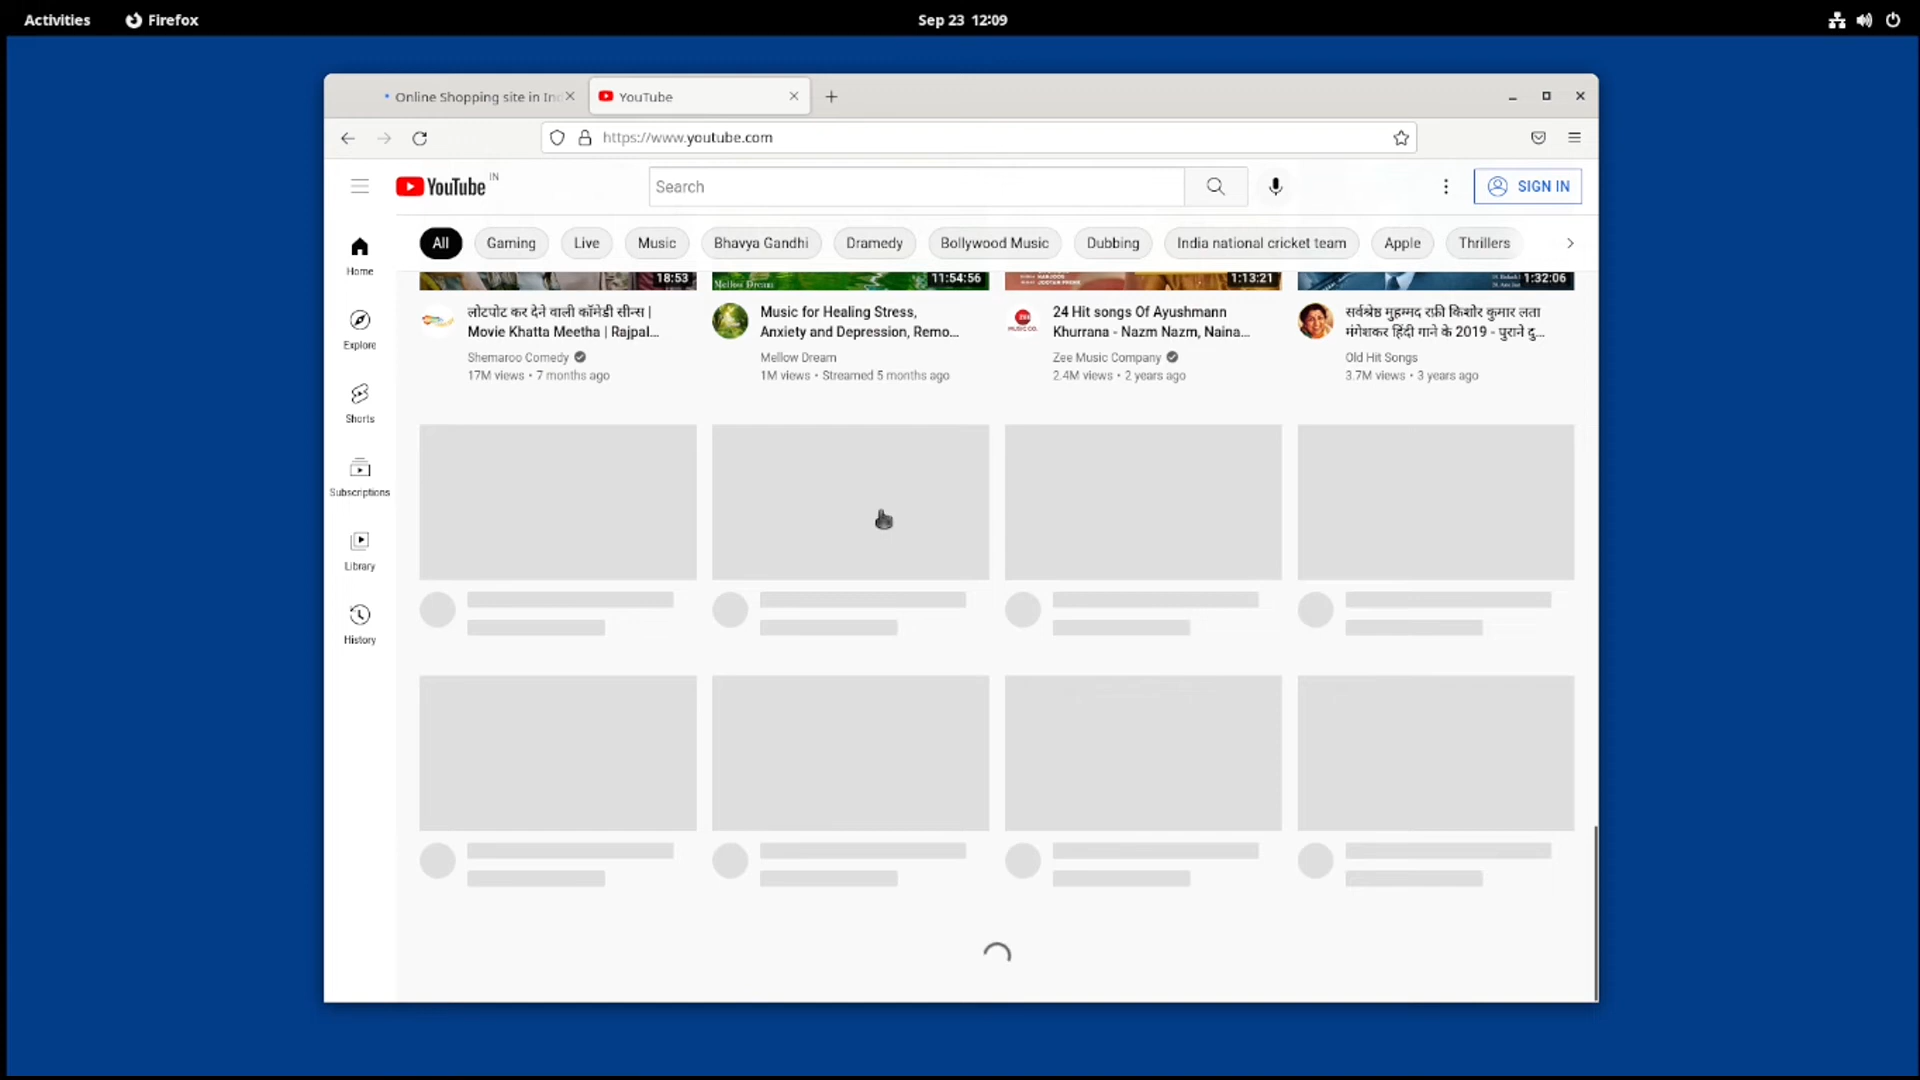 Activities
Firefox
Sep 23 12:09
Online Shopping site in Ind
YouTube
https://www.youtube.com
YouTube IN
Search
SIGN IN
All
Gaming
Live
Music
Bhavya Gandhi
Dramedy
Bollywood Music
Dubbing
India national cricket team
Apple
Thrillers
Home
Explore
Shorts
Subscriptions
Library
History
18:53
Mellow Dream
11:54:56
1:13:21
1:32:06
लोटपोट कर देने वाली कॉमेडी सीन्स |
Movie Khatta Meetha | Rajpal...
Shemaroo Comedy
17M views • 7 months ago
Music for Healing Stress,
Anxiety and Depression, Remo...
Mellow Dream
1M views • Streamed 5 months ago
ZEE
MUSIC CO.
24 Hit songs Of Ayushmann
Khurrana - Nazm Nazm, Naina...
Zee Music Company
2.4M views • 2 years ago
सर्वश्रेष्ठ मुहम्मद रफ़ी किशोर कुमार लता
मंगेशकर हिंदी गाने के 2019 - पुराने दु...
Old Hit Songs
3.7M views • 3 years ago